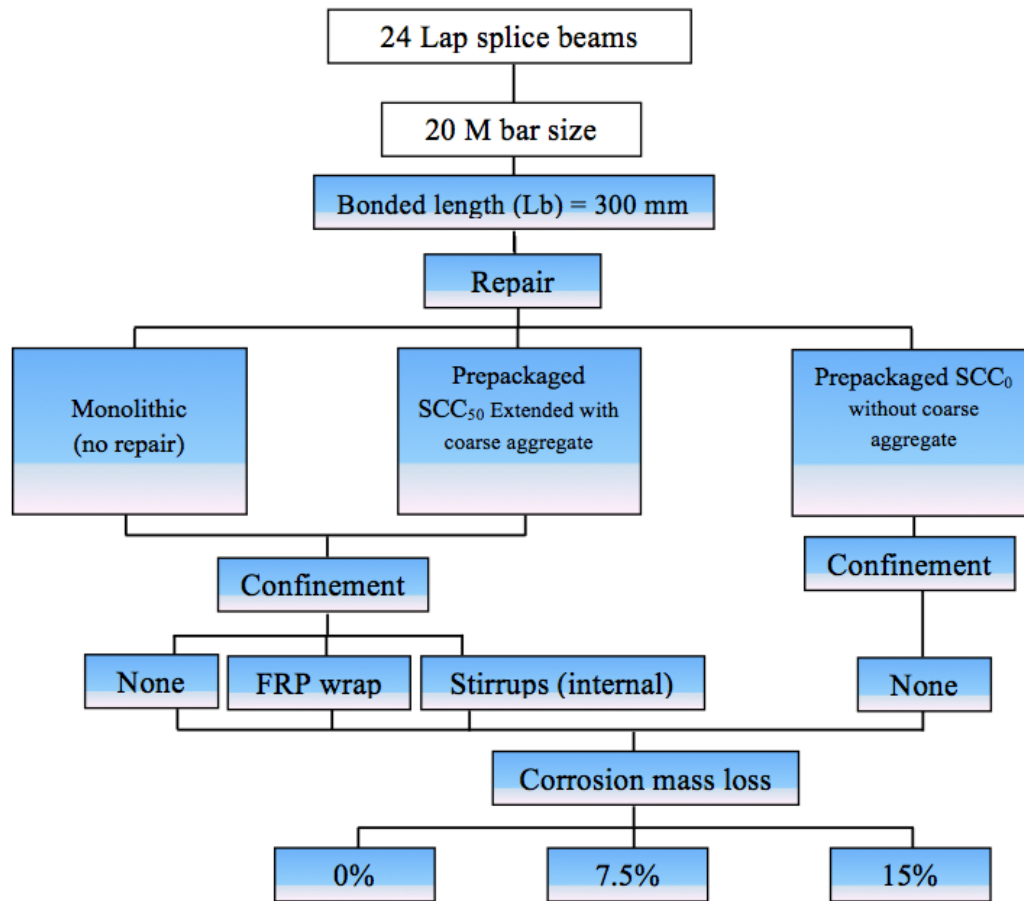 24 Lap splice beams
20 M bar size
Bonded length (Lb) = 300 mm
Repair
Monolithic
(no repair)
Prepackaged
SCC₅₀ Extended with
coarse aggregate
Prepackaged SCC₀
without coarse
aggregate
Confinement
Confinement
None
FRP wrap
Stirrups (internal)
None
Corrosion mass loss
0%
7.5%
15%